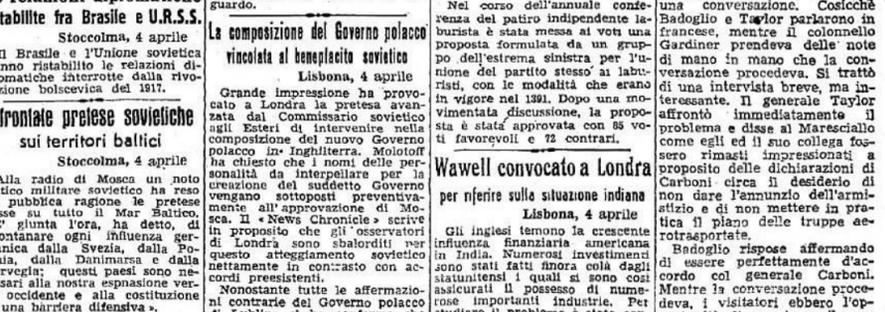 tabilite fra Brasile e U.R.S.S.
Stoccolma, 4 aprile
Il Brasile e l'Unione sovietica
nno ristabilito le relazioni di-
omatiche interrotte dalla rivo-
zione bolscevica del 1917.
frontate pretese sovietiche
sui territori baltici
Stoccolma, 4 aprile
Alla radio di Mosca un noto
tico militare sovietico ha reso
pubblica ragione le pretese
sse su tutto il Mar Baltico.
E' giunta l'ora, ha detto, di
ontanare ogni influenza ger-
nica dalla Svezia, dalla Po-
nia, dalla Danimarsa e dalla
rvegia; questi paesi sono ne-
sari alla nostra espnasione ver-
occidente e alla costituzione
una barriera difensiva ».
guardo.
La composizione del Governo polacco
vincolata al beneplacito sovietico
Lisbona, 4 aprile
Grande impressione ha provo-
cato a Londra la pretesa avan-
zata dal Commissario sovietico
agli Esteri di intervenire nella
composizione del nuovo Governo
polacco in Inghilterra. Molotoff
ha chiesto che i nomi delle per-
sonalità da interpellare per la
creazione del suddetto Governo
vengano sottoposti preventiva-
mente all'approvazione di Mo-
sca. Il «News Chronicle» scrive
in proposito che gli osservatori
di Londra sono sbalorditi per
questo atteggiamento sovietico
nettamente in contrasto con ac-
cordi preesistenti.
Nonostante tutte le affermazio-
ni contrarie del Governo polacco
Nel corso dell'annuale confe-
renza del patiro indipendente la-
burista è stata messa ai voti una
proposta formulata da un grup-
po dell'estrema sinistra per l'u-
nione del partito stesso ai labu-
risti, con le modalità che erano
in vigore nel 1391. Dopo una mo-
vimentata discussione, la propo-
sta è stata approvata con 85 vo-
ti favorevoli e 72 contrari.
Wawell convocato a Londra
per riferire sulla situazione indiana
Lisbona, 4 aprile
Gli inglesi temono la crescente
influenza finanziaria americana
in India. Numerosi investimenti
sono stati fatti finora colà dagli
statunitensi i quali si sono così
assicurati il possesso di nume-
rose importanti industrie. Per
una conversazione. Cosicchè
Badoglio e Taylor parlarono in
francese, mentre il colonnello
Gardiner prendeva delle note
di mano in mano che la con-
versazione procedeva. Si trattò
di una intervista breve, ma in-
teressante. Il generale Taylor
affrontò immediatamente il
problema e disse al Maresciallo
come egli ed il suo collega fos-
sero rimasti impressionati a
proposito delle dichiarazioni di
Carboni circa il desiderio di
non dare l'annunzio dell'armi-
stizio e di non mettere in pra-
tica il piano delle truppe ae-
rotrasportate.
Badoglio rispose affermando
di essere perfettamente d'ac-
cordo col generale Carboni.
Mentre la conversazione proce-
deva, i visitatori ebbero l'op-